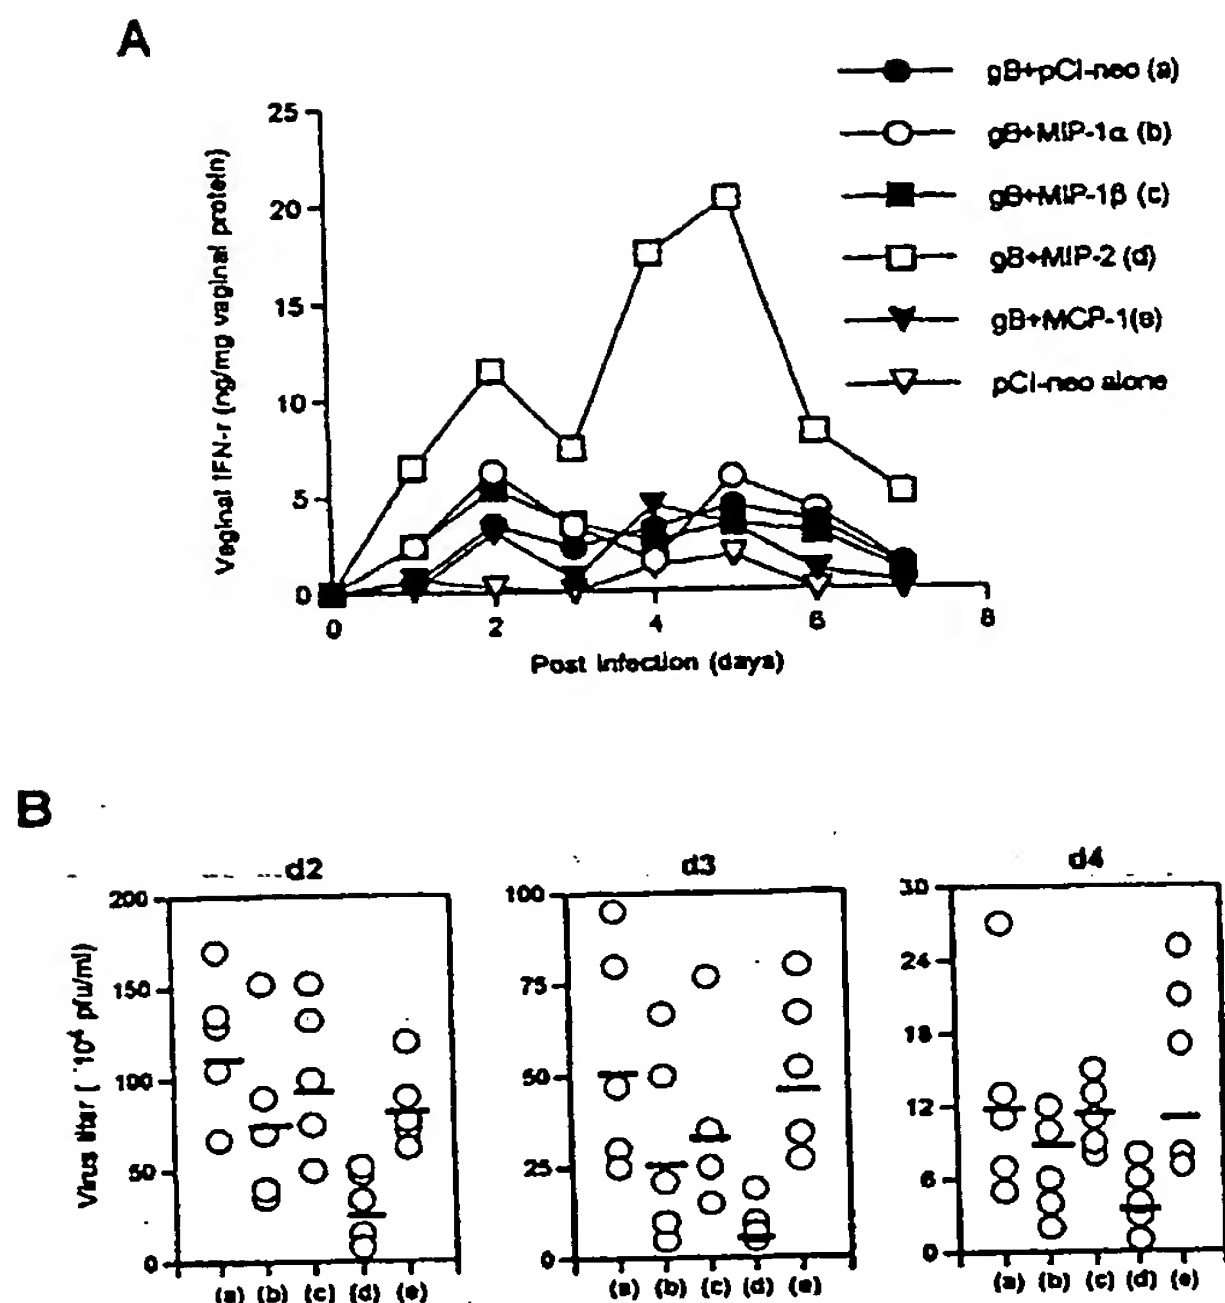 A
gB+pCI-neo (a)
gB+MIP-1α (b)
gB+MIP-1β (c)
gB+MIP-2 (d)
gB+MCP-1(e)
pCI-neo alone
Vaginal IFN-r (ng/mg vaginal protein)
25
20
15
10
5
0
0 2 4 6 8
Post infection (days)
B
d2
d3
d4
Virus titer ( 10⁴ pfu/ml)
200
150
100
50
0
(a) (b) (c) (d) (e)
100
75
50
25
0
(a) (b) (c) (d) (e)
30
24
18
12
6
0
(a) (b) (c) (d) (e)